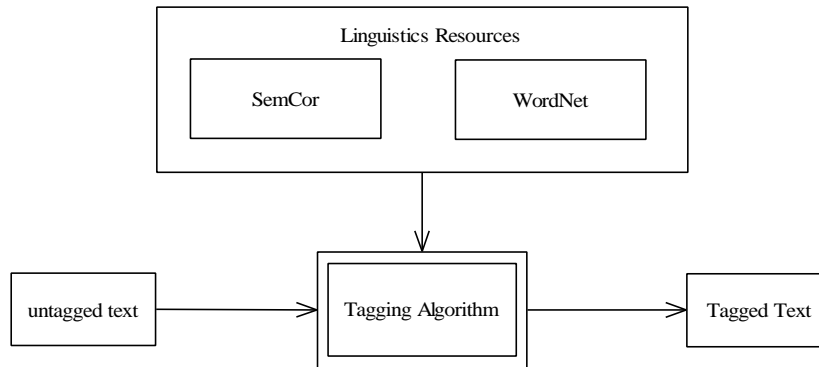 Linguistics Resources
SemCor
WordNet
untagged text
Tagging Algorithm
Tagged Text